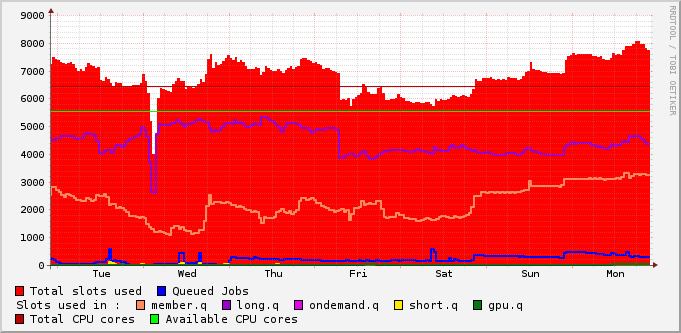 9000
8000
7000
6000
5000
4000
3000
2000
1000
0
Tue Wed Thu Fri Sat Sun Mon
RRDTOOL / TOBI OETIKER
Total slots used Queued Jobs
Slots used in : member.q long.q ondemand.q short.q gpu.q
Total CPU cores Available CPU cores